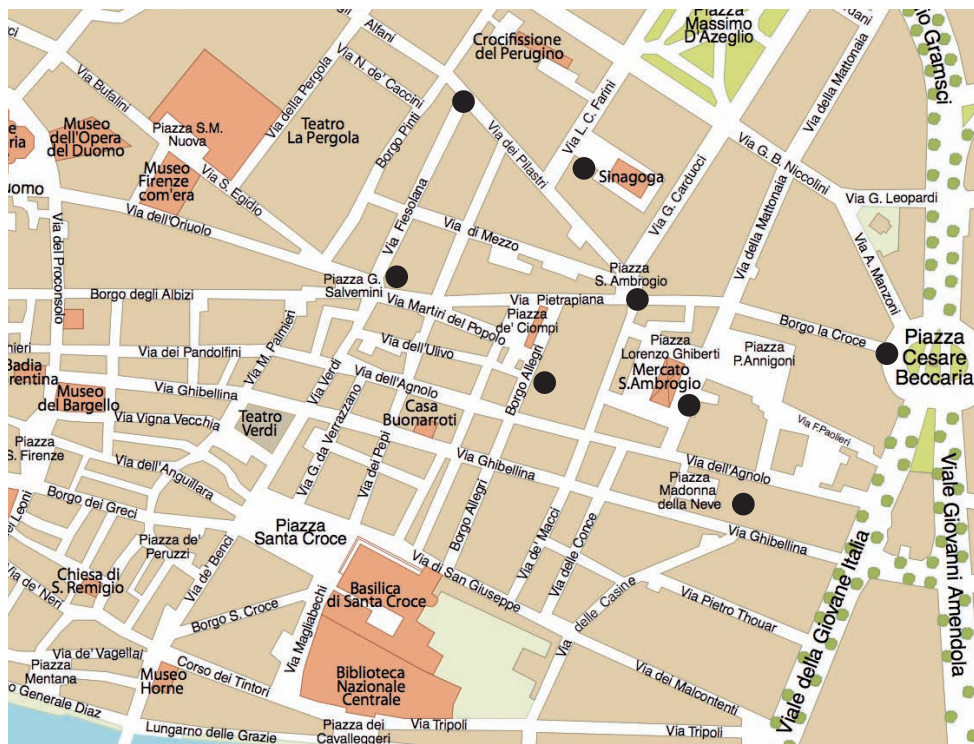 Alfani
Crocifissione
del Perugino
Piazza
Massimo
D'Azeglio
Via Bufalini
Via della Pergola
Via N. de' Caccini
Borgo Pinti
Via L. C. Farini
Via della Mattonaia
Gramsci
Museo
dell'Opera
del Duomo
Piazza S.M.
Nuova
Teatro
La Pergola
Via dei Pilastri
Museo
Firenze
com'era
Via S. Egidio
Sinagoga
Via G. B. Niccolini
Via G. Carducci
Via G. Leopardi
Via dell'Oriuolo
Via Fiesolana
Via di Mezzo
Via della Mattonaia
Via A. Manzoni
Via del Proconsolo
Piazza G.
Salvemini
Piazza
S. Ambrogio
Borgo degli Albizi
Via Martiri del Popolo
Via Pietrapiana
Piazza
de' Ciompi
Borgo la Croce
Piazza
Cesare
Beccaria
Via dei Pandolfini
Via M. Palmieri
Via Verdi
Via dell'Ulivo
Piazza
Lorenzo Ghiberti
Piazza
P.Annigoni
Mercato
S.Ambrogio
Badia
Via Ghibellina
Via dell'Agnolo
Borgo Allegri
Museo
del Bargello
Via Vigna Vecchia
Teatro
Verdi
Via G. da Verrazzano
Casa
Buonarroti
Via F.Paolieri
Piazza
S. Firenze
Via dell'Anguillara
Via dei Pepi
Via Ghibellina
Via dell'Agnolo
Piazza
Madonna
della Neve
Borgo dei Greci
Piazza
Santa Croce
Borgo Allegri
Via de' Macci
Via delle Conce
Via Ghibellina
Viale Giovanni Amendola
Piazza de'
Peruzzi
Via de' Benci
Via di San Giuseppe
Chiesa di
S. Remigio
Via de' Neri
Basilica
di Santa Croce
Via delle Casine
Via Pietro Thouar
Viale della Giovane Italia
Borgo S. Croce
Via Magliabechi
Via de' Vagellai
Piazza
Mentana
Museo
Horne
Corso dei Tintori
Biblioteca
Nazionale
Centrale
Via dei Malcontenti
Generale Diaz
Lungarno delle Grazie
Piazza dei
Cavalleggeri
Via Tripoli
Via Tripoli